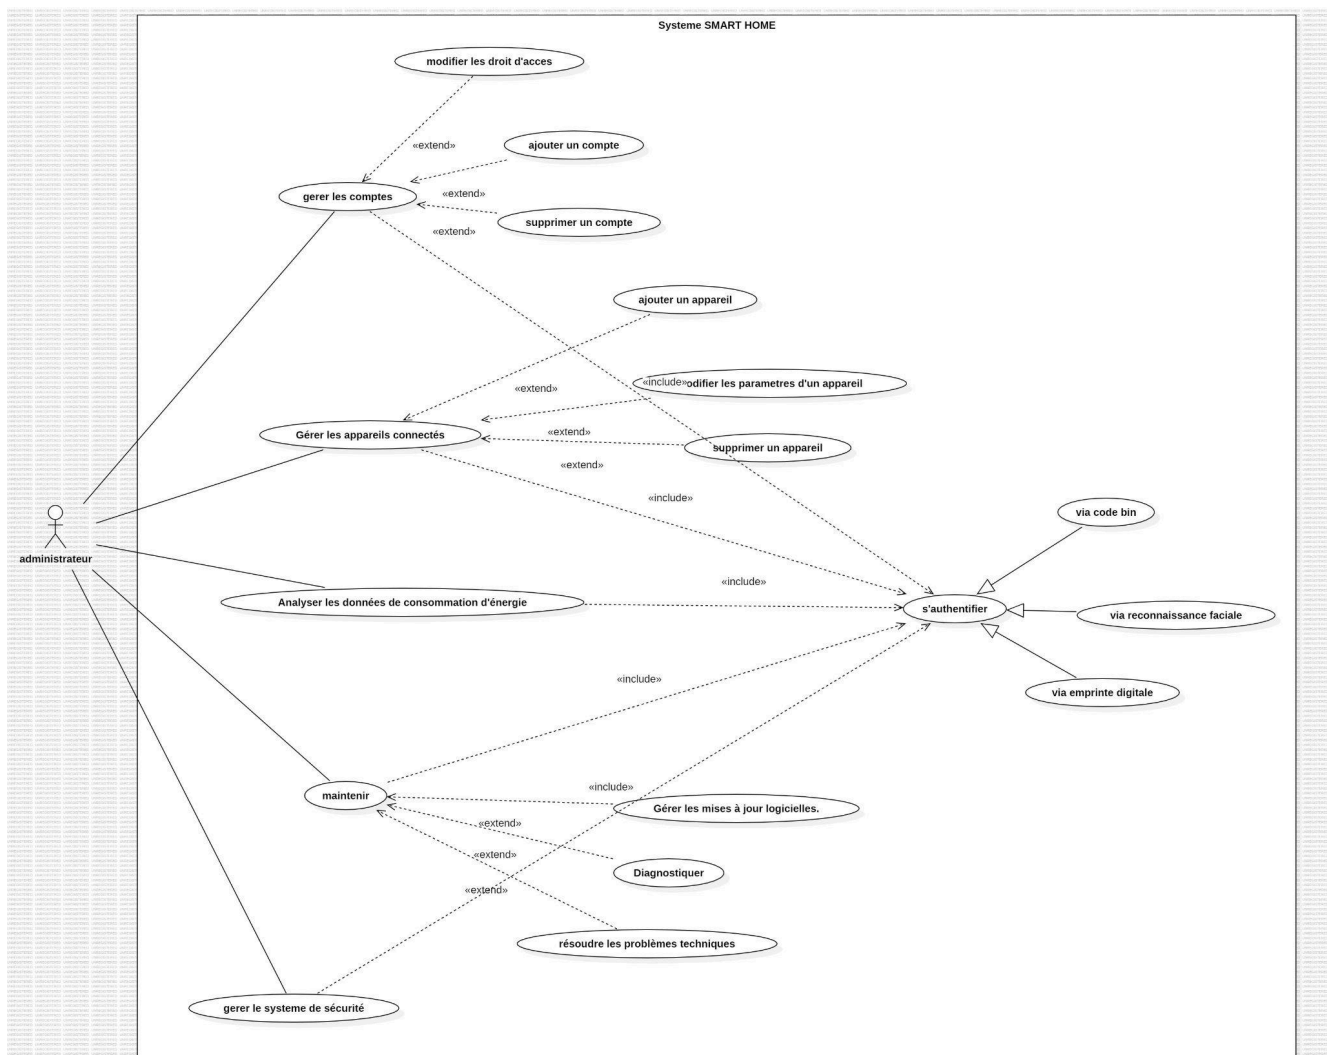 Systeme SMART HOME
modifier les droit d'acces
«extend»
ajouter un compte
gerer les comptes
«extend»
supprimer un compte
«extend»
ajouter un appareil
«include»
odifier les parametres d'un appareil
«extend»
Gérer les appareils connectés
«extend»
supprimer un appareil
«extend»
«include»
via code bin
administrateur
«include»
Analyser les données de consommation d'énergie
s'authentifier
via reconnaissance faciale
«include»
via emprinte digitale
«include»
maintenir
Gérer les mises à jour logicielles.
«extend»
«extend»
Diagnostiquer
«extend»
résoudre les problèmes techniques
gerer le systeme de sécurité